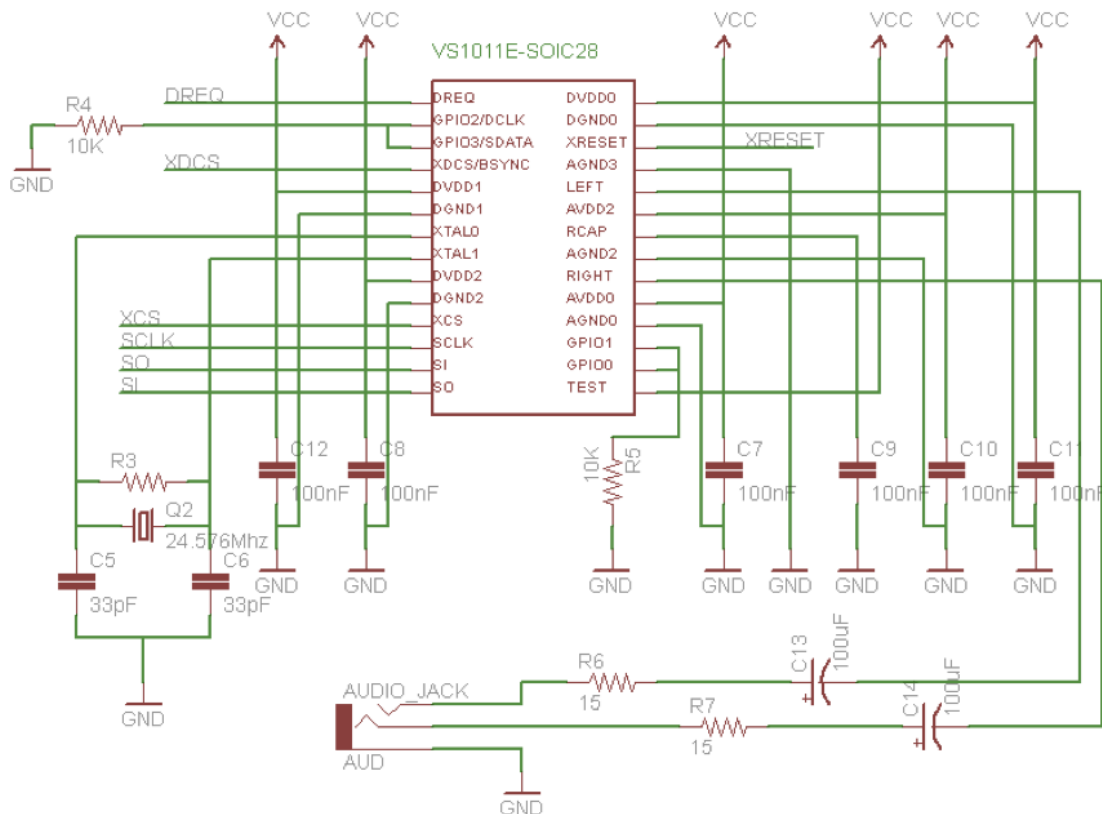 VCC
VCC
VCC
VCC
VCC
VCC
VS1011E-SOIC28
DREQ
R4
10K
GND
XDCS
DREQ
GPIO2/DCLK
GPIO3/SDATA
XDCS/BSYNC
DVDD1
DGND1
XTAL0
XTAL1
DVDD2
DGND2
XCS
SCLK
SI
SO
DVDD0
DGND0
XRESET
AGND3
LEFT
AVDD2
RCAP
AGND2
RIGHT
AVDD0
AGND0
GPIO1
GPIO0
TEST
XRESET
XCS
SCLK
SO
SI
R3
Q2
24.576Mhz
C5
33pF
C6
33pF
GND
C12
100nF
GND
C8
100nF
GND
10K
R5
GND
C7
100nF
GND
GND
C9
100nF
GND
C10
100nF
GND
C11
100nF
GND
R6
15
C13
100uF
R7
15
C14
100uF
AUDIO_JACK
AUD
GND